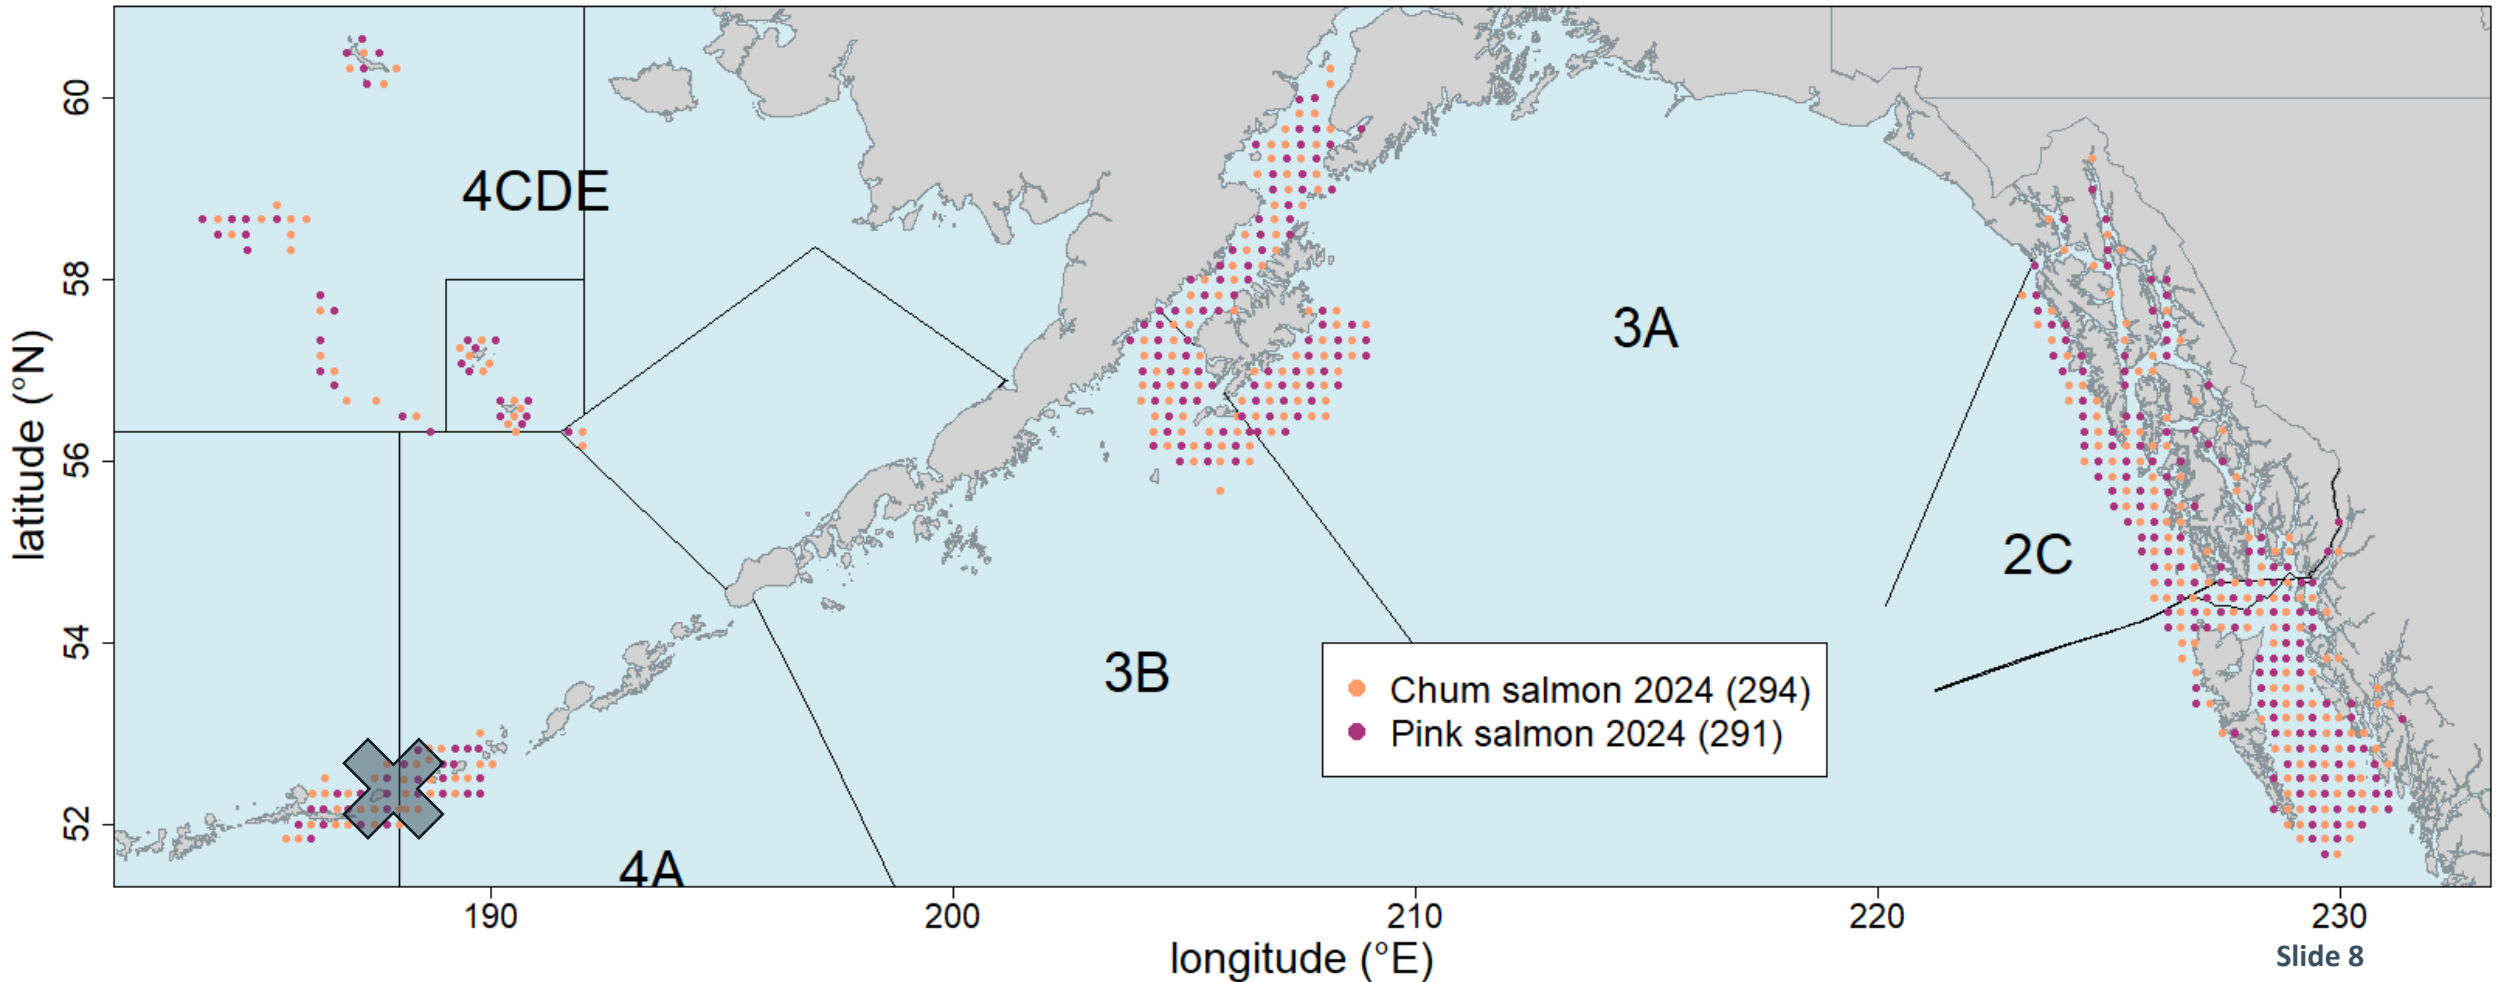 60
58
56
54
52
latitude (°N)
4CDE
3A
2C
3B
4A
Chum salmon 2024 (294)
Pink salmon 2024 (291)
190
200
210
220
230
longitude (°E)
Slide 8